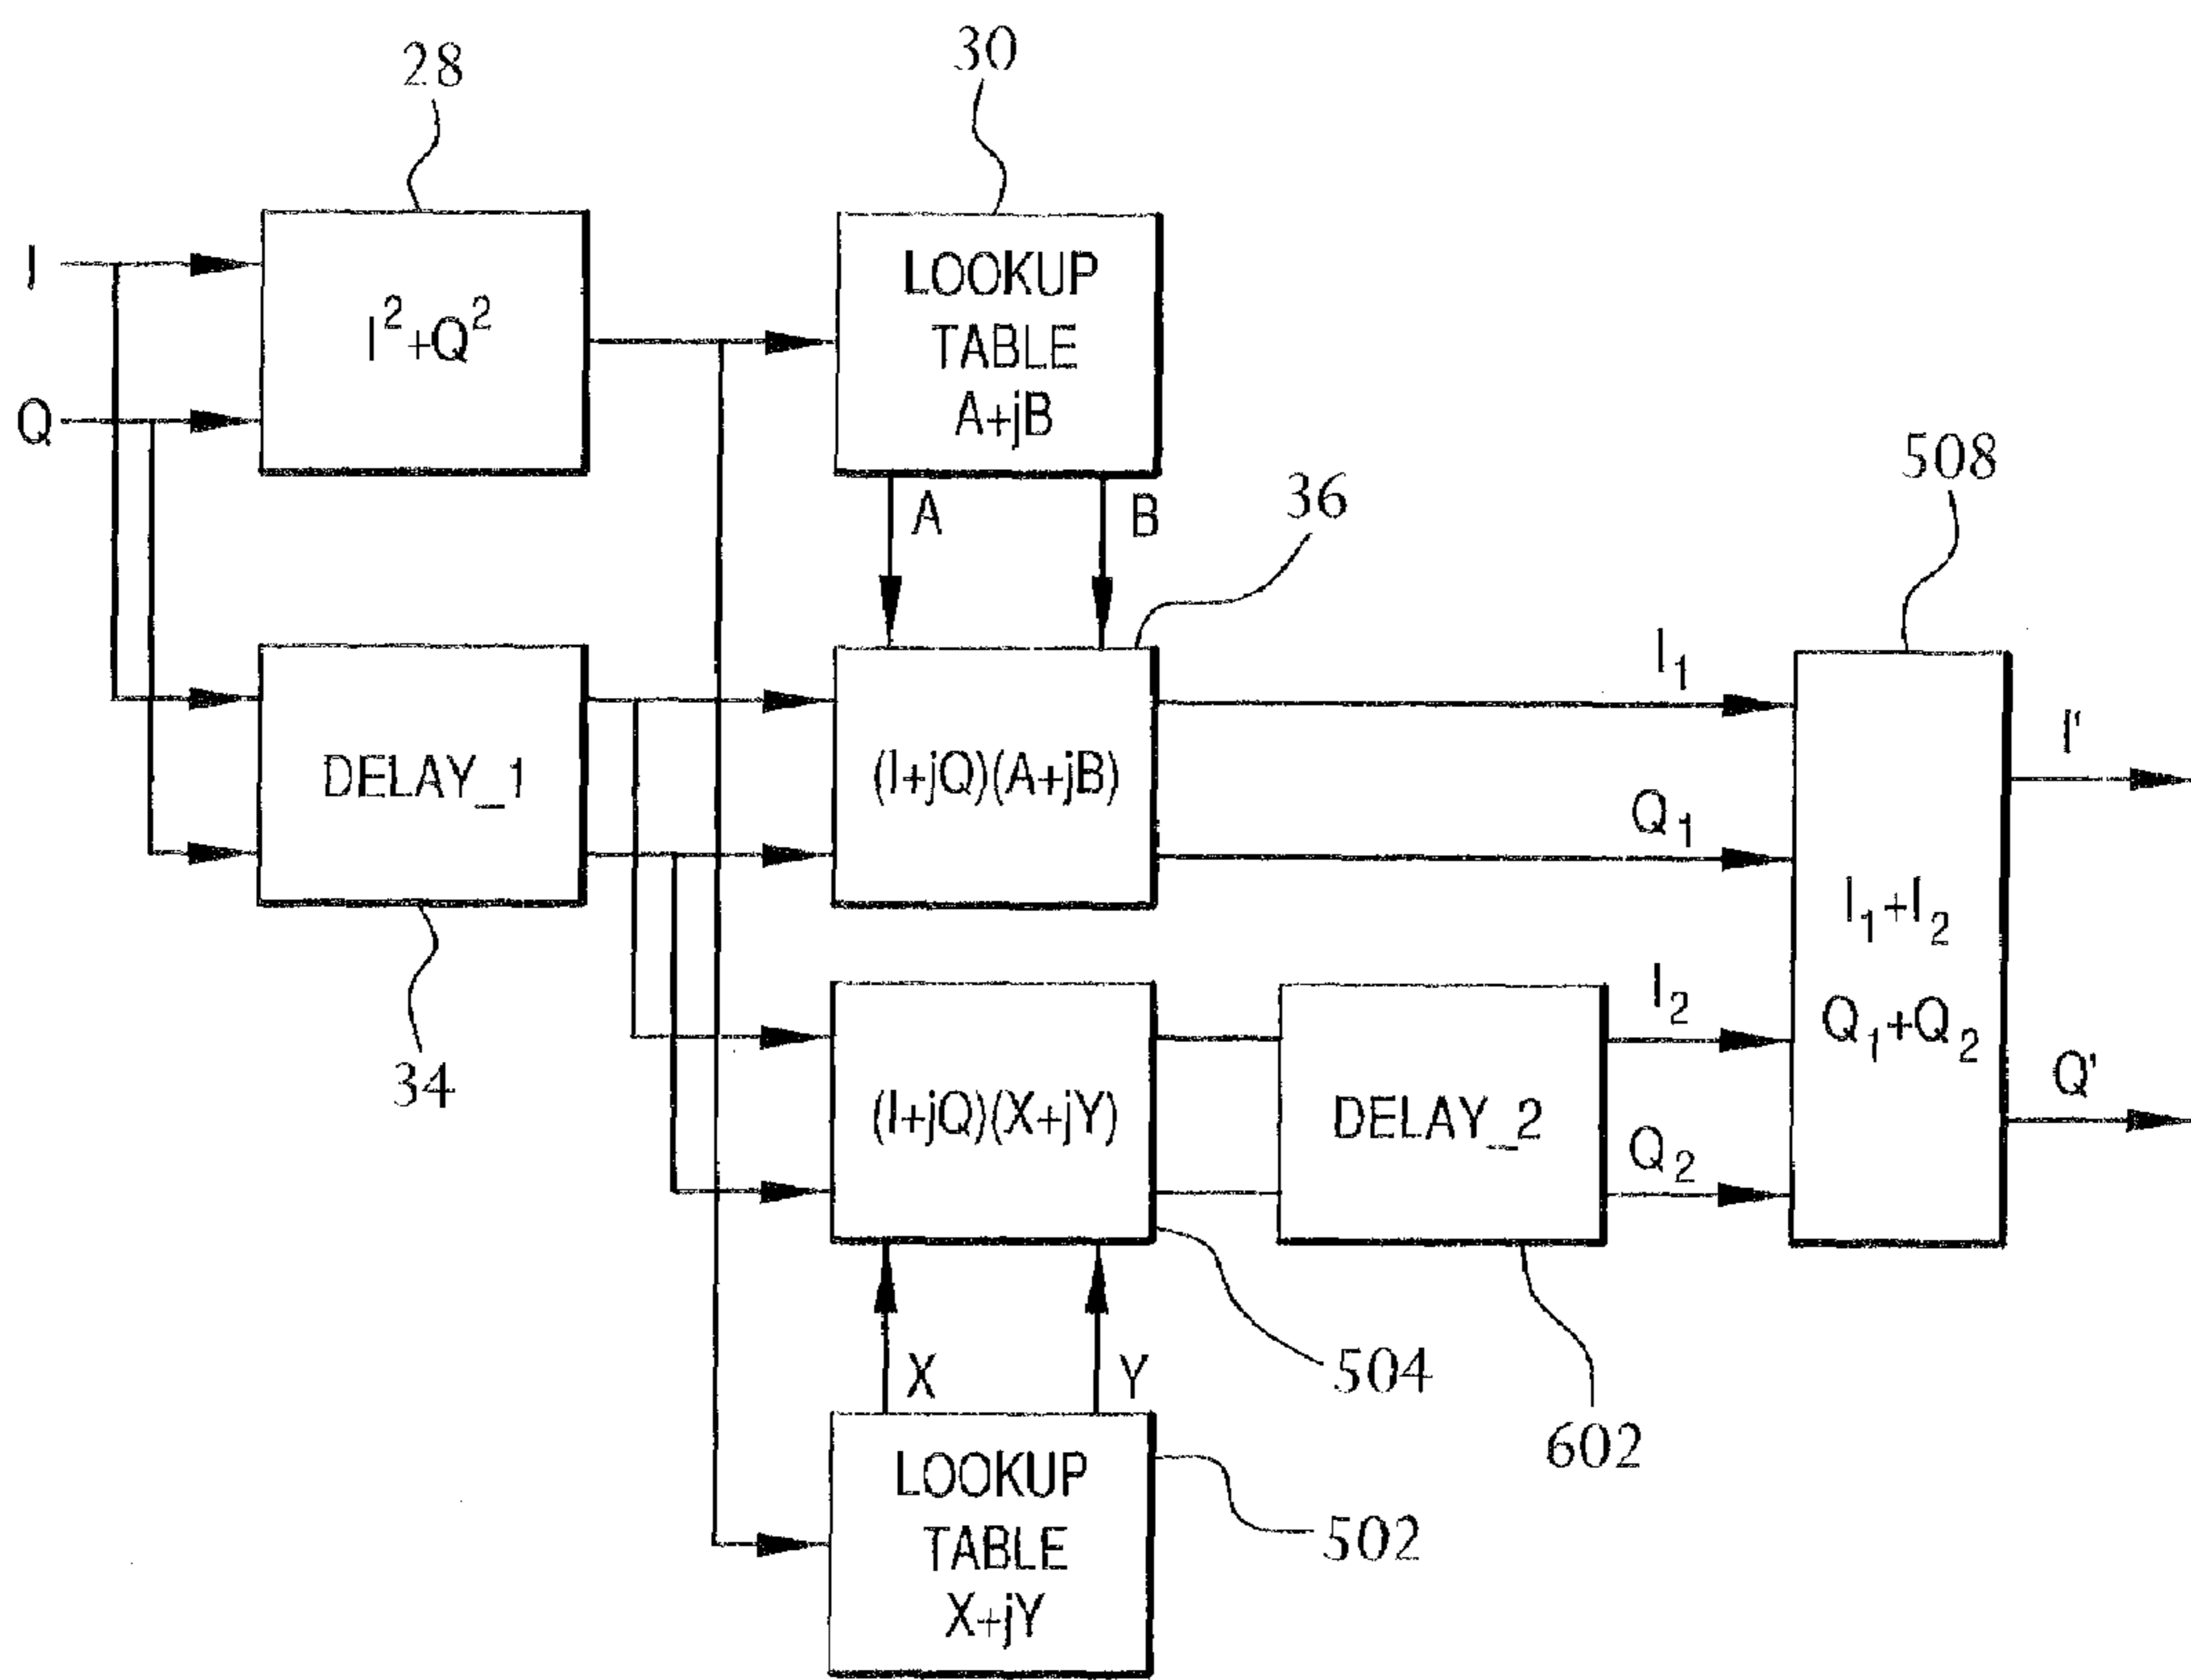 28
30
I
I²+Q²
LOOKUP
TABLE
A+jB
Q
508
A
B
36
I₁
I'
DELAY_1
(I+jQ)(A+jB)
Q₁
I₁+I₂
34
I₂
Q₁+Q₂
Q'
(I+jQ)(X+jY)
DELAY_2
Q₂
X
Y
504
602
LOOKUP
TABLE
X+jY
502